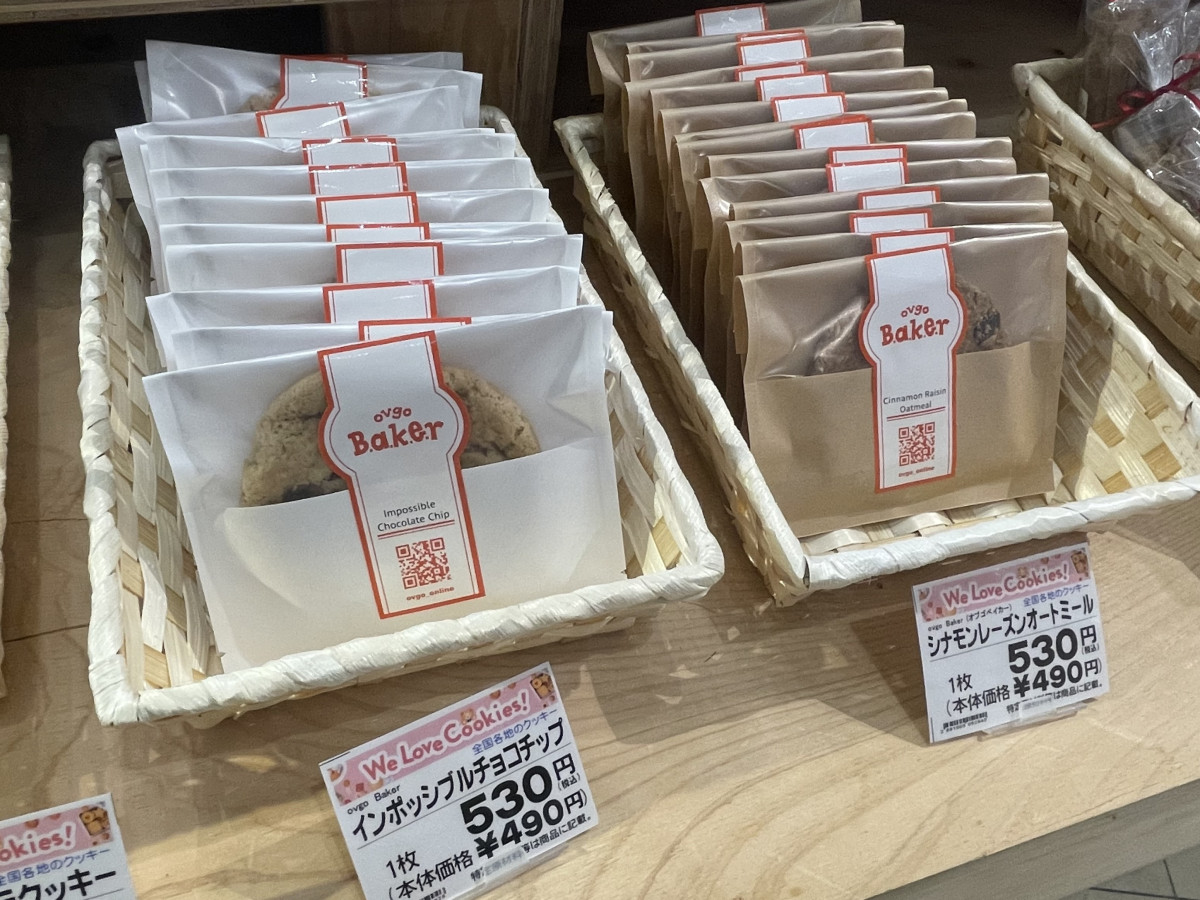 ovgo
B.a.k.e.r
Impossible
Chocolate Chip
ovgo_online
ovgo
B.a.k.e.r
Cinnamon Raisin
Oatmeal
ovgo_online
We Love Cookies!
全国各地のクッキー
ovgo Baker
インポッシブルチョコチップ
530円
(税込)
1枚
(本体価格 ¥490円)
特定原材料等は商品に記載。
We Love Cookies!
全国各地のクッキー
ovgo Baker (オブゴベイカー)
シナモンレーズンオートミール
530円
(税込)
1枚
(本体価格 ¥490円)
は商品に記載。
okies!
全国各地のクッキー
クッキー